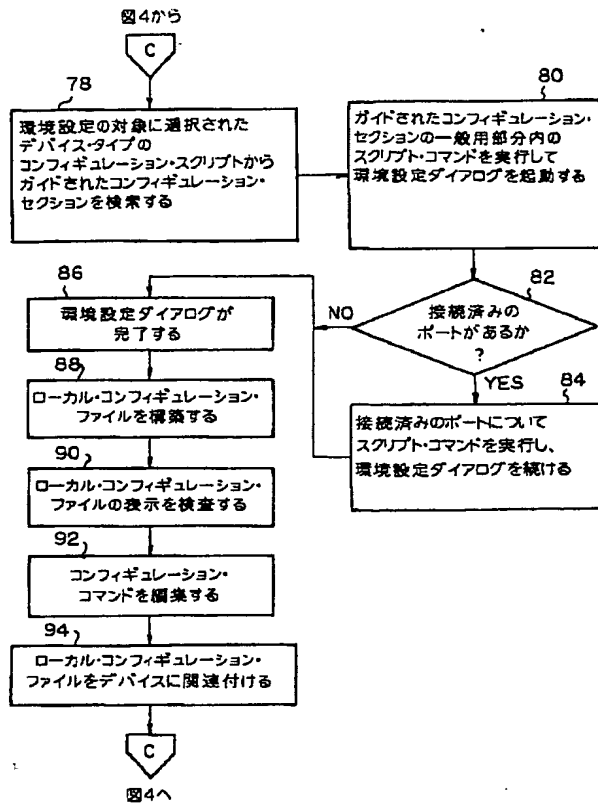 図4から
C
78
環境設定の対象に選択された
デバイス・タイプの
コンフィギュレーション・スクリプトから
ガイドされたコンフィギュレーション・
セクションを検索する
80
ガイドされたコンフィギュレーション・
セクションの一般用部分内の
スクリプト・コマンドを実行して
環境設定ダイアログを起動する
82
接続済みの
ポートがあるか
?
NO
YES
84
接続済みのポートについて
スクリプト・コマンドを実行し、
環境設定ダイアログを続ける
86
環境設定ダイアログが
完了する
88
ローカル・コンフィギュレーション・
ファイルを構築する
90
ローカル・コンフィギュレーション・
ファイルの表示を検査する
92
コンフィギュレーション・
コマンドを編集する
94
ローカル・コンフィギュレーション・
ファイルをデバイスに関連付ける
C
図4へ